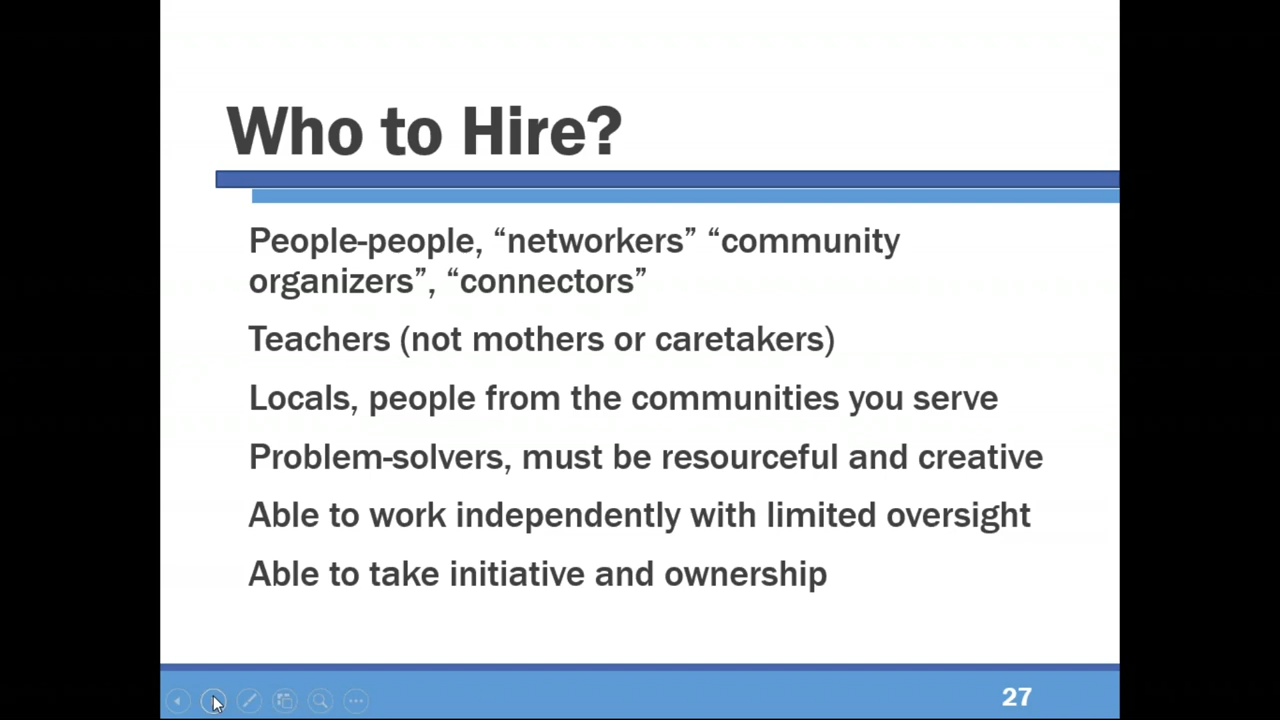 Who to Hire?
People-people, “networkers” “community
organizers”, “connectors”
Teachers (not mothers or caretakers)
Locals, people from the communities you serve
Problem-solvers, must be resourceful and creative
Able to work independently with limited oversight
Able to take initiative and ownership
27